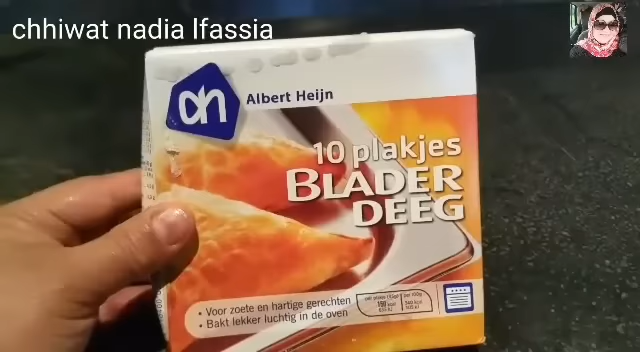 chhiwat nadia lfassia
ah Albert Heijn
10 plakjes
BLADER
DEEG
• Voor zoete en hartige gerechten
• Bakt lekker luchtig in de oven